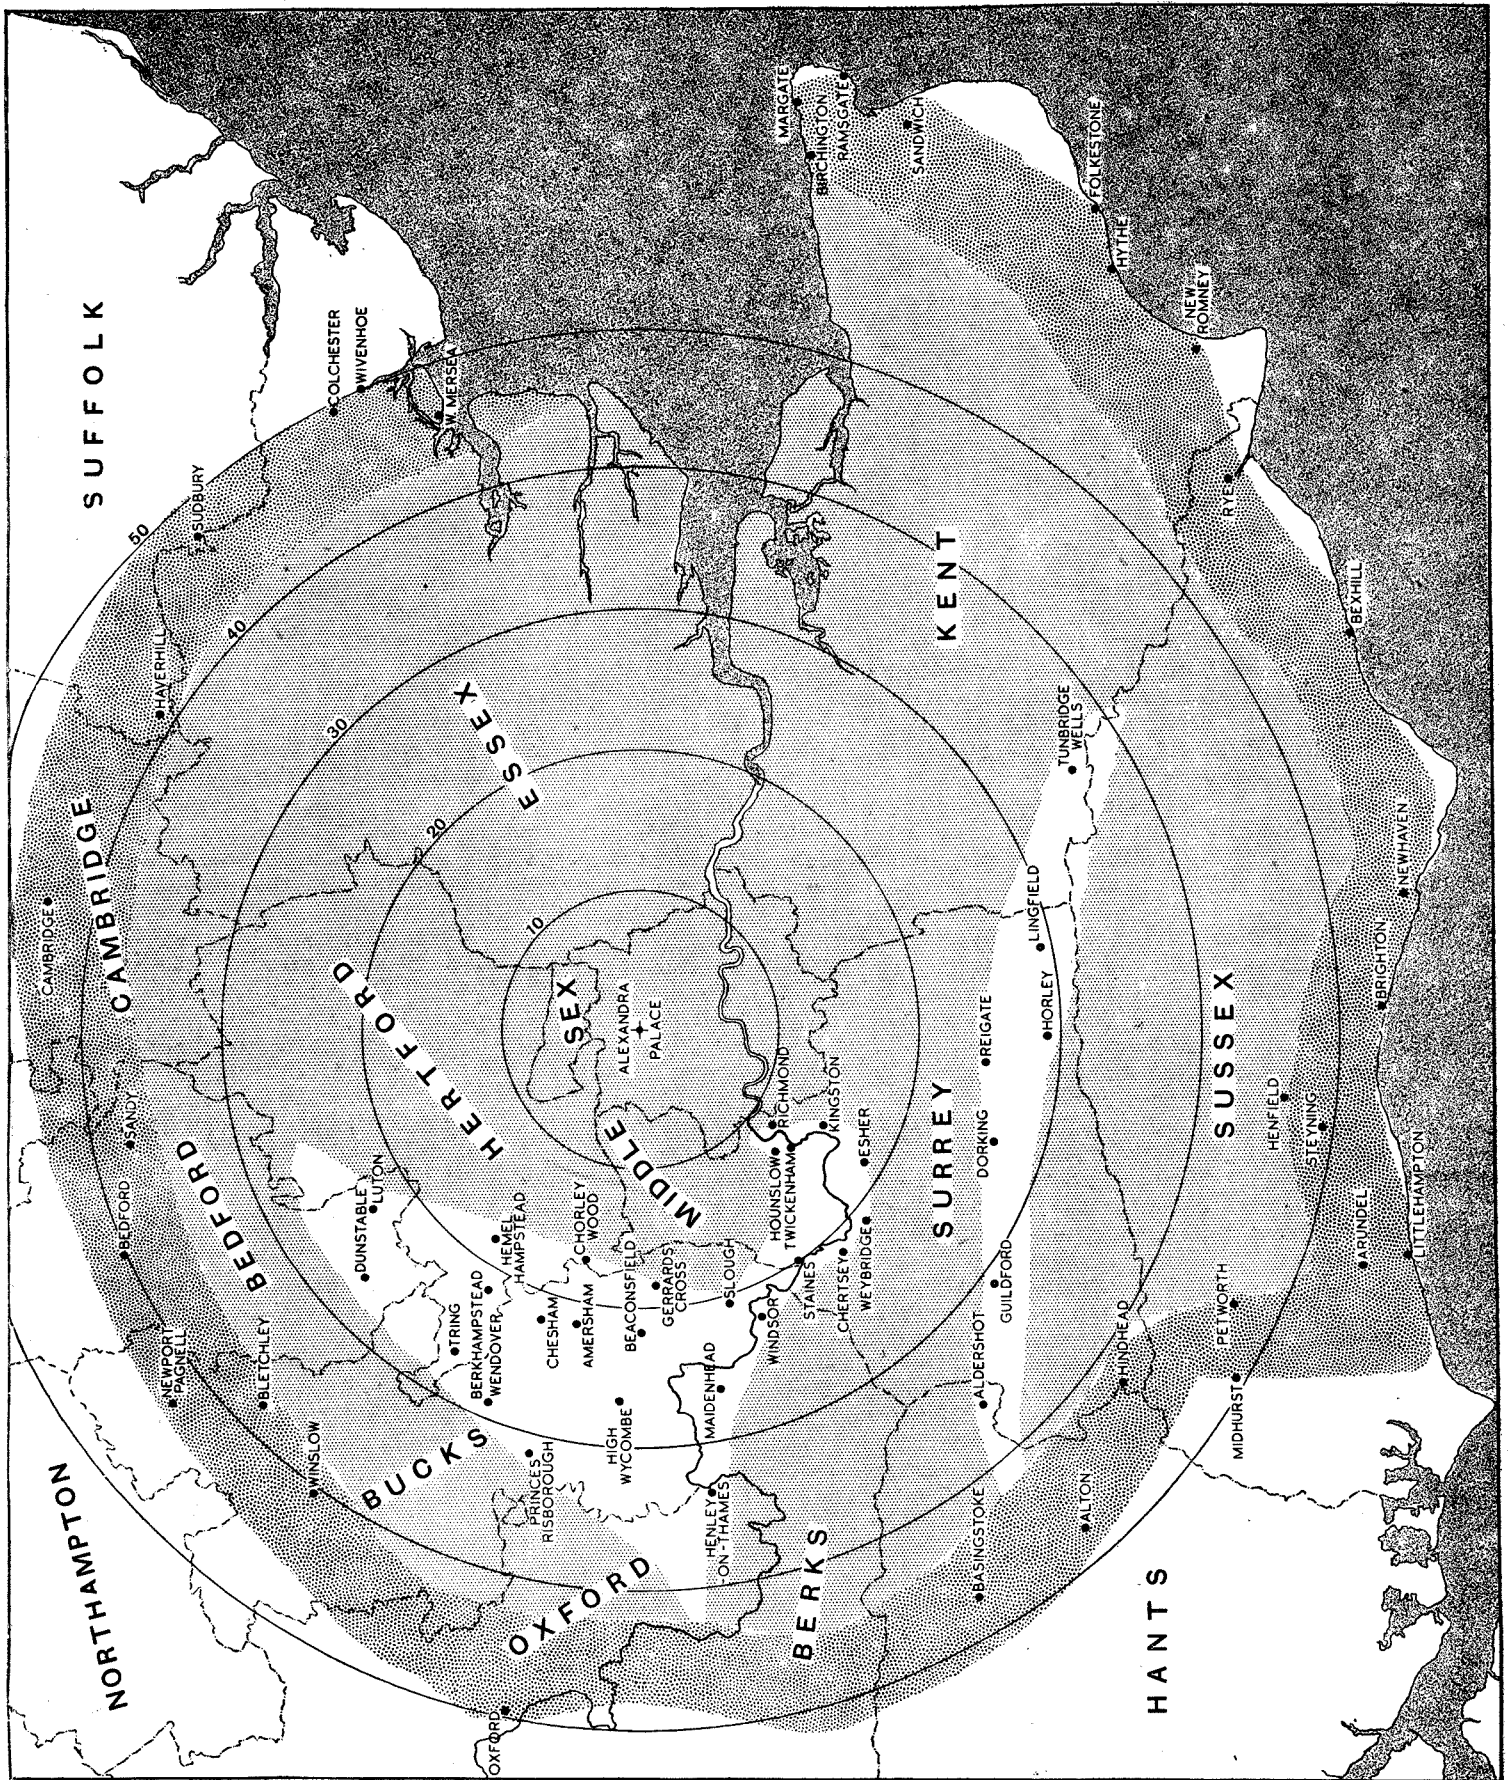 SUFFOLK
COLCHESTER
WIVENHOE
W. MERSEA
SUDBURY
50
40
30
20
10
HAVERHILL
CAMBRIDGE
CAMBRIDGE
ESSEX
KENT
MARGATE
BIRCHINGTON
RAMSGATE
SANDWICH
FOLKESTONE
HYTHE
NEW
ROMNEY
RYE
BEXHILL
TUNBRIDGE
WELLS
NEWHAVEN
BRIGHTON
LINGFIELD
HORLEY
REIGATE
DORKING
SURREY
SUSSEX
HENFIELD
STEYNING
LITTLEHAMPTON
ARUNDEL
PETWORTH
MIDHURST
HINDHEAD
GUILDFORD
ALDERSHOT
ALTON
BASINGSTOKE
HANTS
BERKS
HERTFORD
MIDDLE
SEX
ALEXANDRA
PALACE
RICHMOND
KINGSTON
ESHER
HOUNSLOW
TWICKENHAM
STAINES
CHERTSEY
WEYBRIDGE
SLOUGH
WINDSOR
MAIDENHEAD
GERRARDS
CROSS
BEACONSFIELD
CHORLEY
WOOD
AMERSHAM
CHESHAM
HEMEL
HAMPSTEAD
BERKHAMPSTEAD
WENDOVER
TRING
DUNSTABLE
LUTON
BEDFORD
SANDY
BEDFORD
NEWPORT
PAGNELL
BLETCHLEY
WINSLOW
BUCKS
PRINCES
RISBOROUGH
HIGH
WYCOMBE
HENLEY
-ON-THAMES
OXFORD
OXFORD
NORTHAMPTON